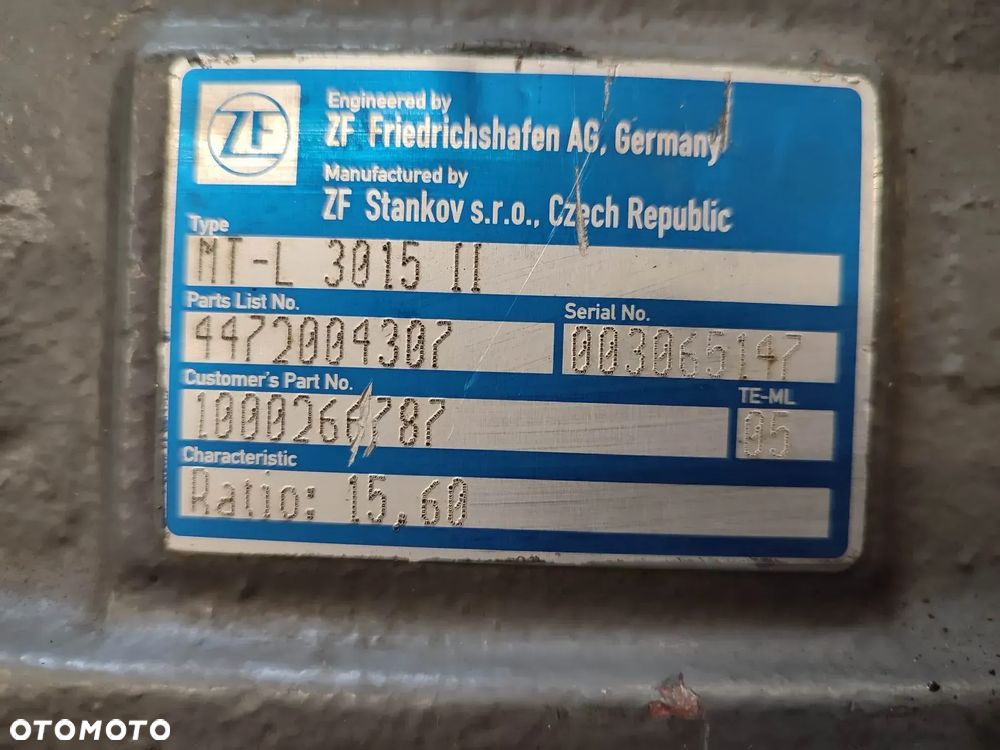 ZF
Engineered by
ZF Friedrichshafen AG, Germany
Manufactured by
ZF Stankov s.r.o., Czech Republic
Type
MT-L 3015 II
Parts List No.
4472004307
Serial No.
003065147
Customer's Part No.
TE-ML
05
Characteristic
Ratio: 15,60
OTOMOTO